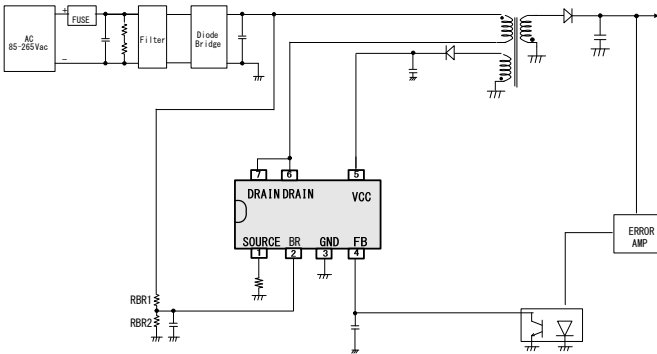 AC
85-265Vac
+
−
FUSE
Filter
Diode
Bridge
7
6
5
DRAIN DRAIN
VCC
SOURCE BR GND FB
1
2
3
4
RBR1
RBR2
ERROR
AMP